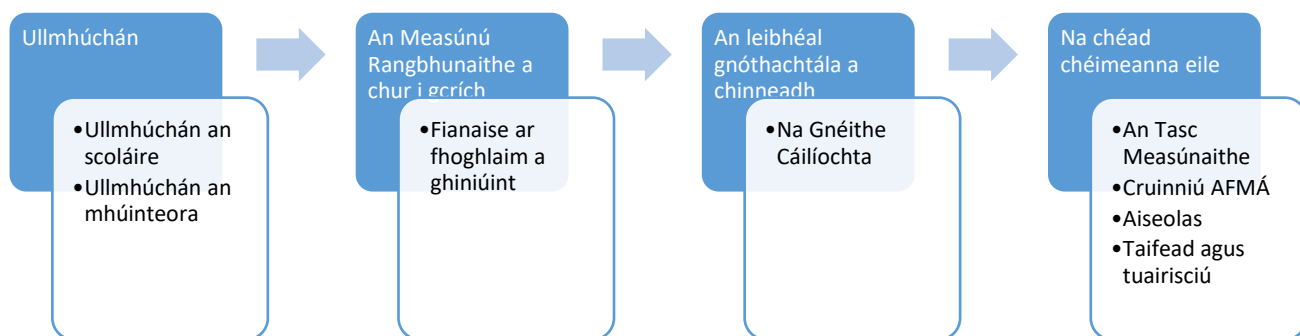 Ullmhúchán
•Ullmhúchán an
scoláire
•Ullmhúchán an
mhúinteora
An Measúnú
Rangbhunaithe a
chur i gcrích
•Fianaise ar
fhoghlaim a
ghiniúint
An leibhéal
gnóthachtála a
chinneadh
•Na Gnéithe
Cáilíochta
Na chéad
chéimeanna eile
•An Tasc
Measúnaithe
•Cruinniú AFMÁ
•Aiseolas
•Taifead agus
tuairisciú